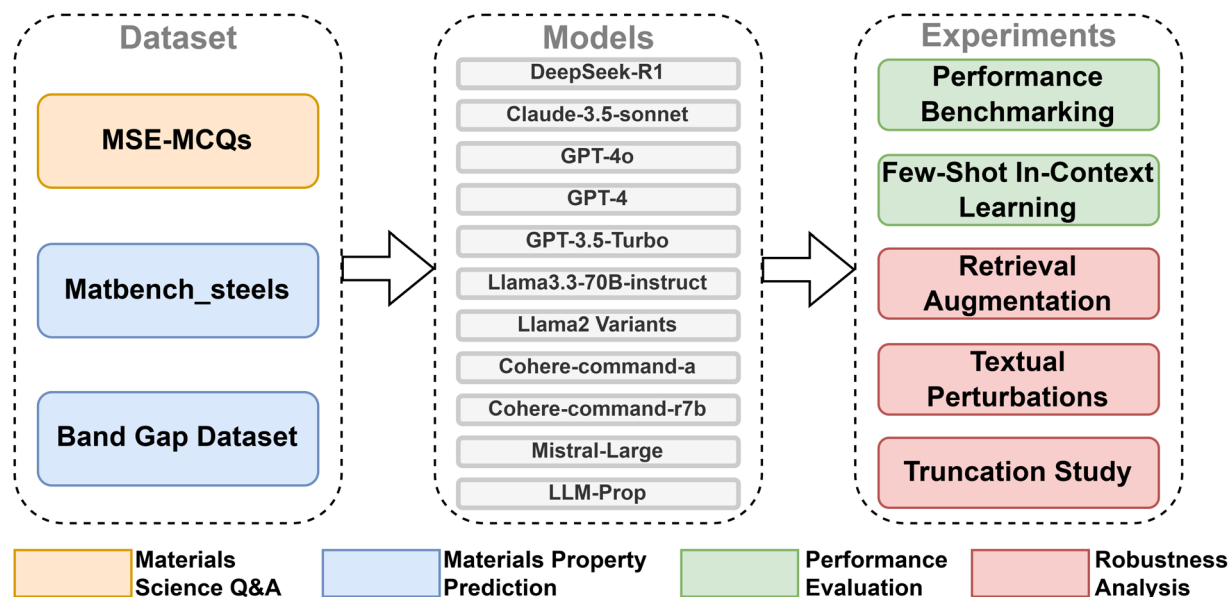 Dataset
MSE-MCQs
Matbench_steels
Band Gap Dataset
Models
DeepSeek-R1
Claude-3.5-sonnet
GPT-4o
GPT-4
GPT-3.5-Turbo
Llama3.3-70B-instruct
Llama2 Variants
Cohere-command-a
Cohere-command-r7b
Mistral-Large
LLM-Prop
Experiments
Performance
Benchmarking
Few-Shot In-Context
Learning
Retrieval
Augmentation
Textual
Perturbations
Truncation Study
Materials
Science Q&A
Materials Property
Prediction
Performance
Evaluation
Robustness
Analysis